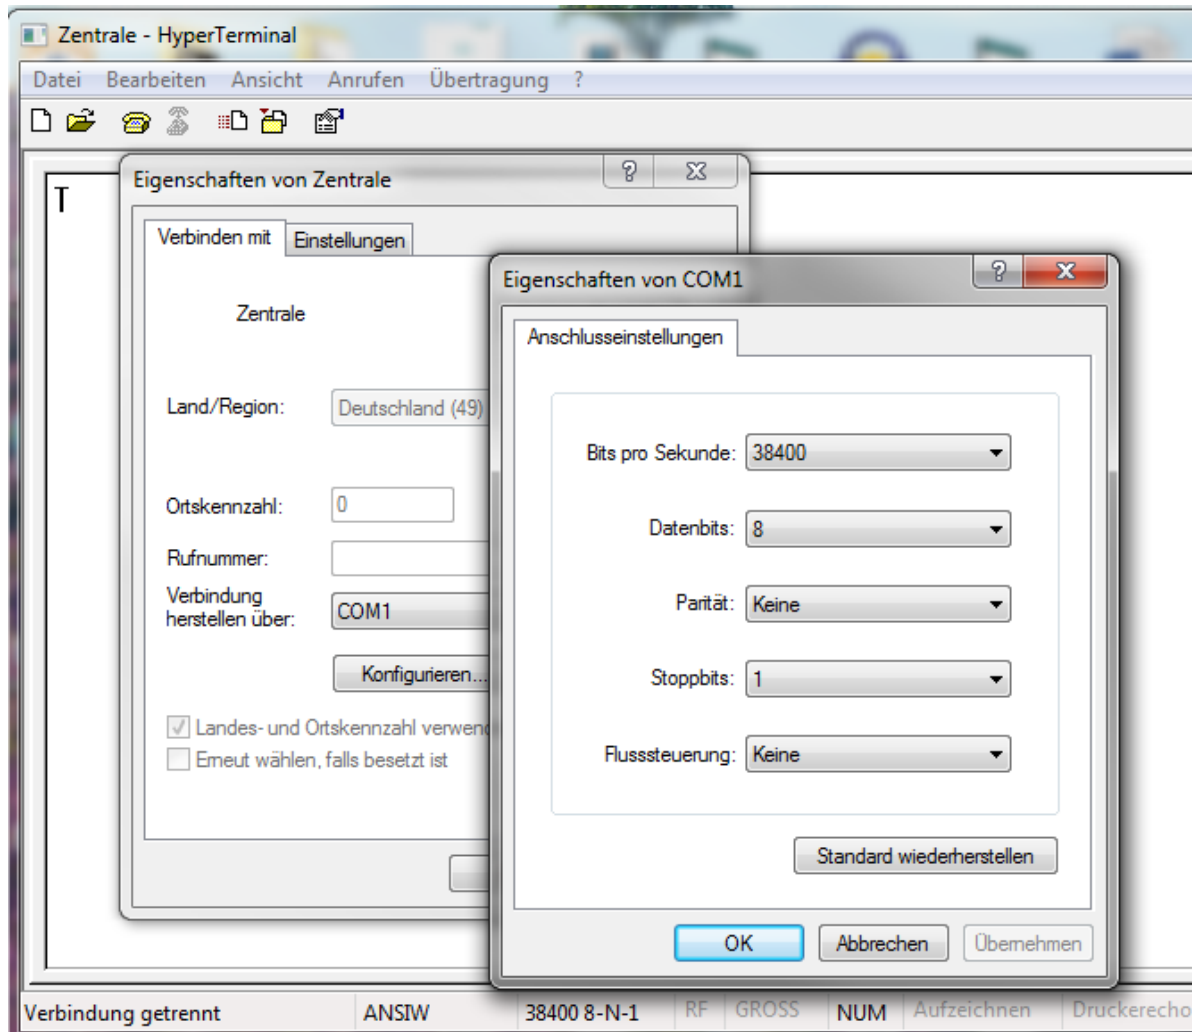 Zentrale - HyperTerminal
Datei Bearbeiten Ansicht Anrufen Übertragung ?
T
Eigenschaften von Zentrale
Verbinden mit Einstellungen
Zentrale
Land/Region: Deutschland (49)
Ortskennzahl: 0
Rufnummer:
Verbindung
herstellen über: COM1
Konfigurieren...
Landes- und Ortskennzahl verwend
Erneut wählen, falls besetzt ist
Eigenschaften von COM1
Anschlusseinstellungen
Bits pro Sekunde: 38400
Datenbits: 8
Parität: Keine
Stoppbits: 1
Flusssteuerung: Keine
Standard wiederherstellen
OK Abbrechen Übernehmen
Verbindung getrennt ANSIW 38400 8-N-1 RF GROSS NUM Aufzeichnen Druckerecho